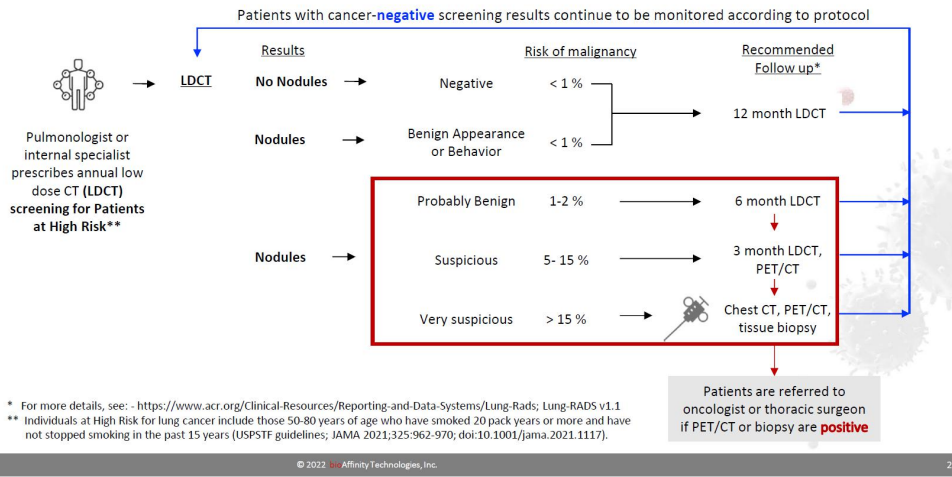 Patients with cancer-negative screening results continue to be monitored according to protocol
Results
Risk of malignancy
Recommended
Follow up*
LDCT
No Nodules
Negative
< 1 %
12 month LDCT
Nodules
Benign Appearance
or Behavior
< 1 %
Pulmonologist or
internal specialist
prescribes annual low
dose CT (LDCT)
screening for Patients
at High Risk**
Probably Benign
1-2 %
6 month LDCT
Nodules
Suspicious
5- 15 %
3 month LDCT,
PET/CT
Very suspicious
> 15 %
Chest CT, PET/CT,
tissue biopsy
Patients are referred to
oncologist or thoracic surgeon
if PET/CT or biopsy are positive
* For more details, see: - https://www.acr.org/Clinical-Resources/Reporting-and-Data-Systems/Lung-Rads; Lung-RADS v1.1
** Individuals at High Risk for lung cancer include those 50-80 years of age who have smoked 20 pack years or more and have
not stopped smoking in the past 15 years (USPSTF guidelines; JAMA 2021;325:962-970; doi:10.1001/jama.2021.1117).
© 2022 bioAffinity Technologies, Inc.
2